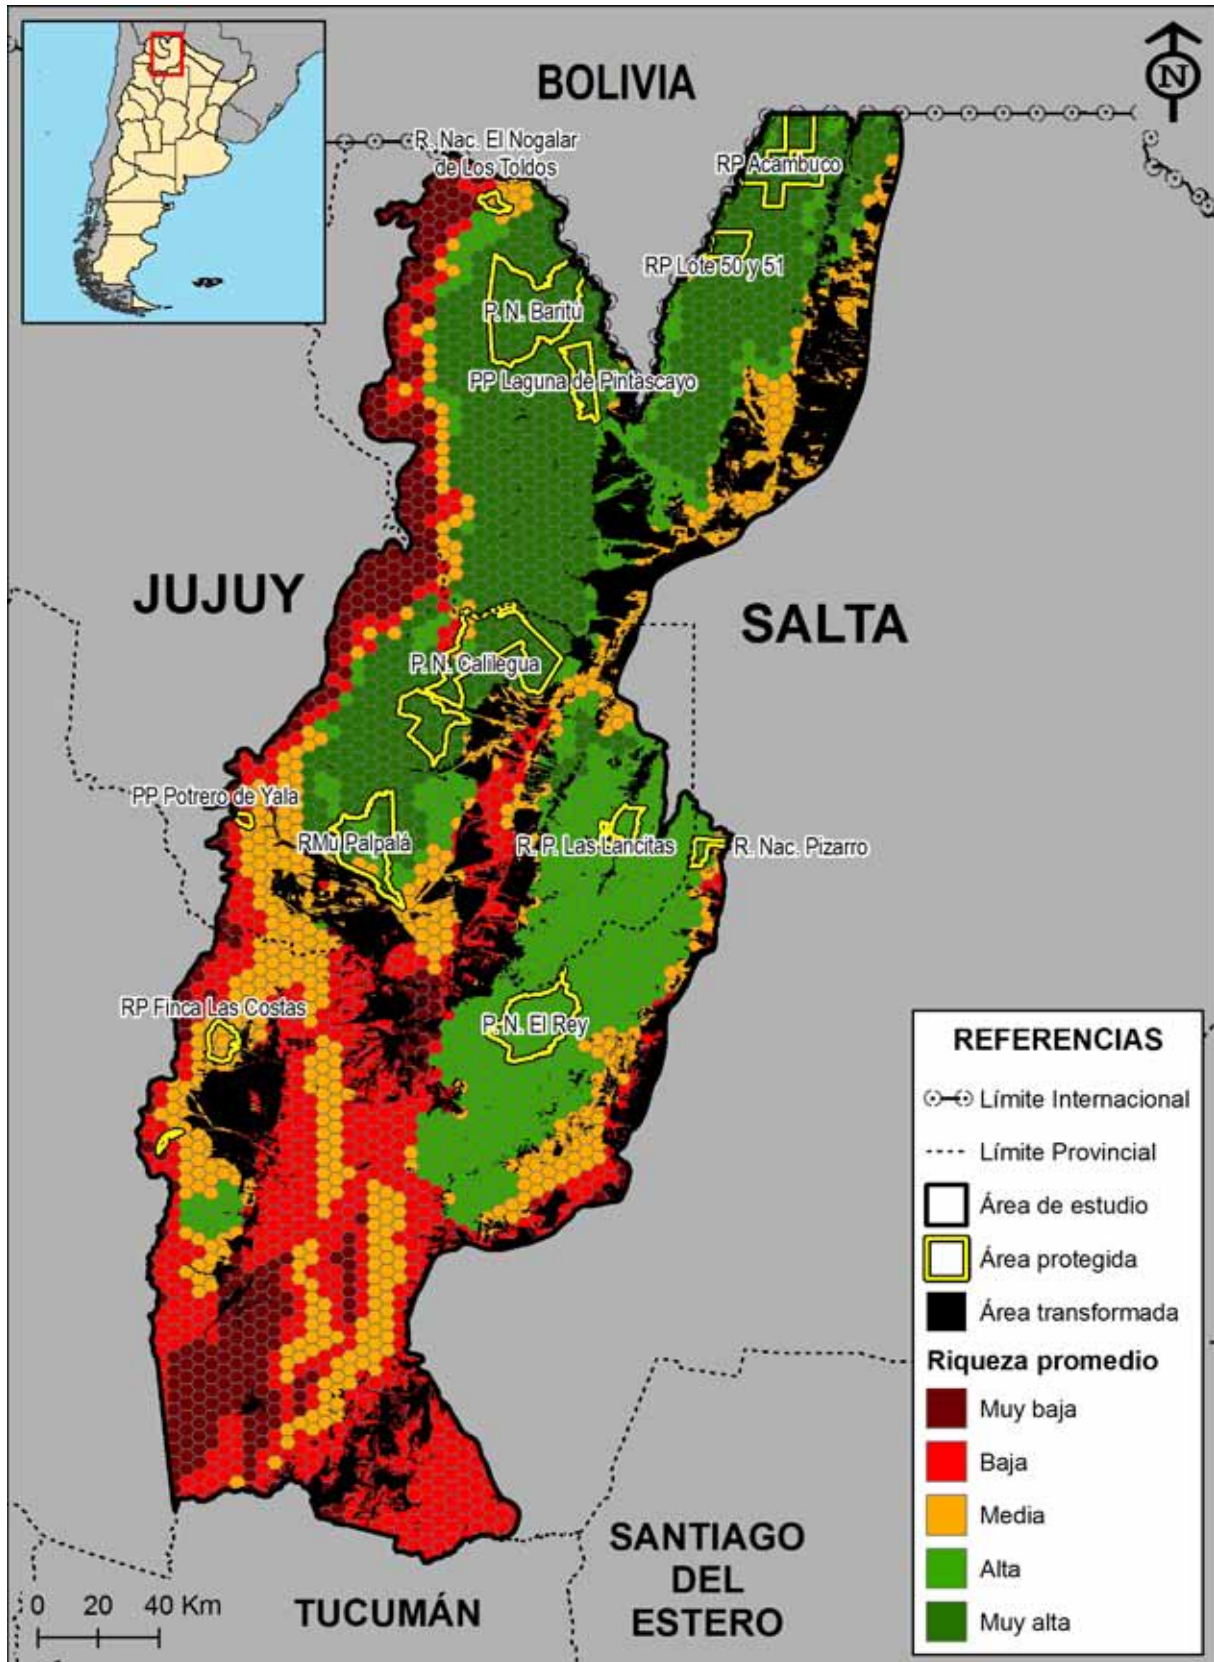 BOLIVIA
N
R. Nac. El Nogalar
de Los Toldos
RP Acambuco
RP Lote 50 y 51
P. N. Baritú
PP Laguna de Pintascayo
JUJUY
SALTA
P. N. Calilegua
PP Potrero de Yala
RMu Palpalá
R. P. Las Lancitas
R. Nac. Pizarro
RP Finca Las Costas
P. N. El Rey
REFERENCIAS
Límite Internacional
Límite Provincial
Área de estudio
Área protegida
Área transformada
Riqueza promedio
Muy baja
Baja
Media
Alta
Muy alta
SANTIAGO
DEL
ESTERO
TUCUMÁN
0 20 40 Km